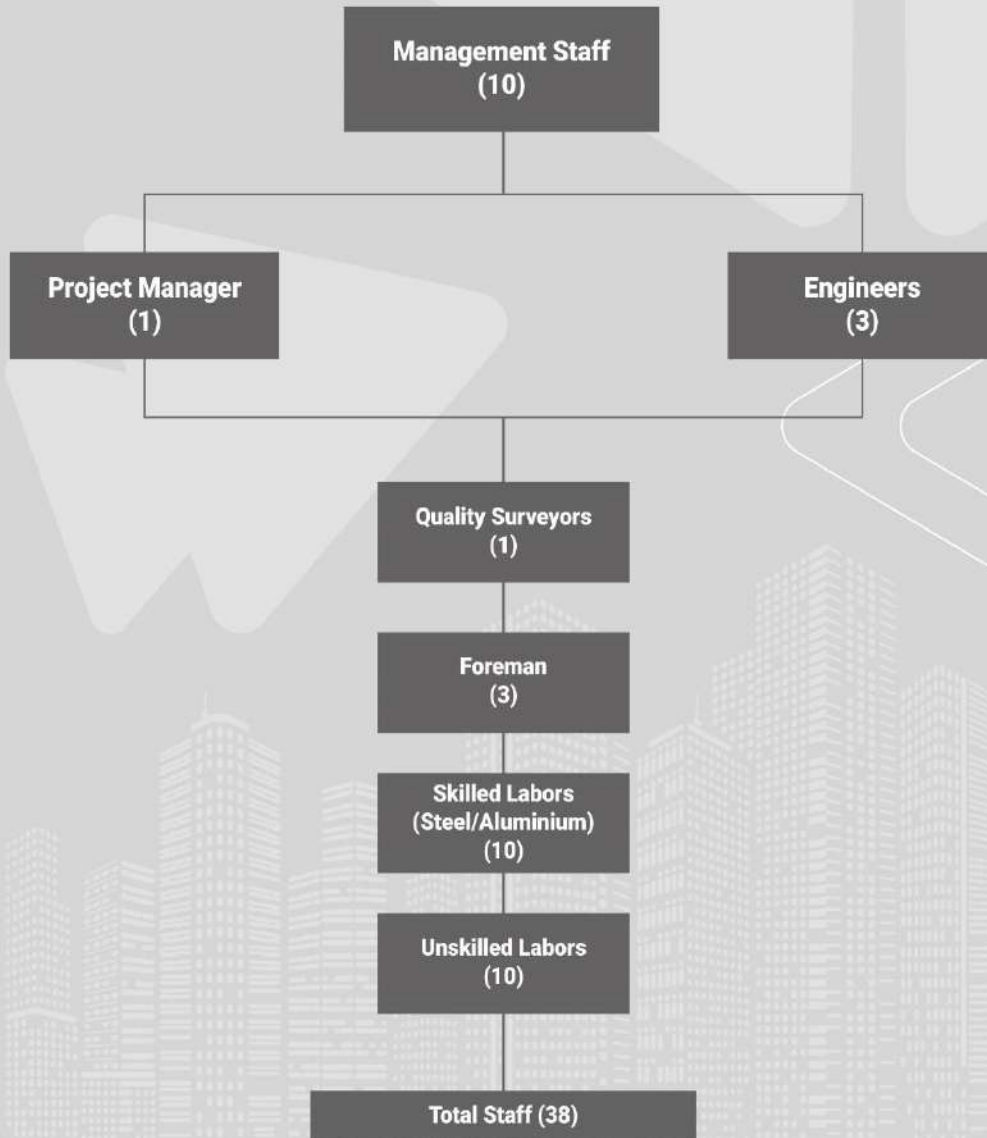 Management Staff
(10)
Project Manager
(1)
Engineers
(3)
Quality Surveyors
(1)
Foreman
(3)
Skilled Labors
(Steel/Aluminium)
(10)
Unskilled Labors
(10)
Total Staff (38)